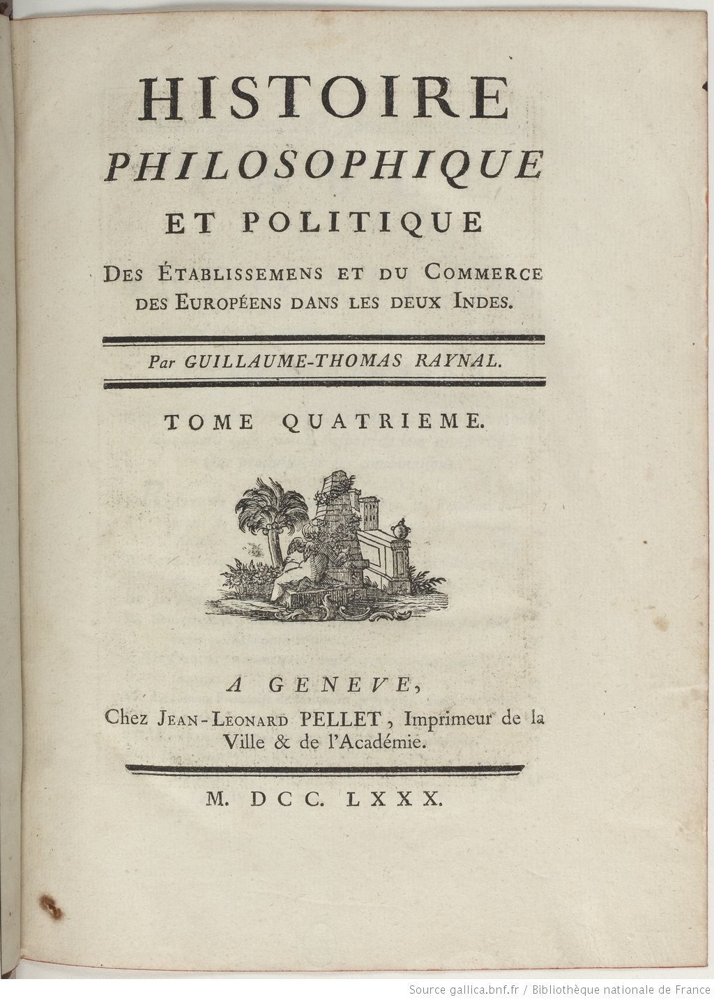 HISTOIRE
PHILOSOPHIQUE
ET POLITIQUE
DES ÉTABLISSEMENS ET DU COMMERCE
DES EUROPÉENS DANS LES DEUX INDES.
Par GUILLAUME-THOMAS RAYNAL.
TOME QUATRIEME.
A GENEVE,
Chez JEAN-LEONARD PELLET, Imprimeur de la
Ville & de l'Académie.
M. DCC. LXXX.
Source gallica.bnf.fr / Bibliothèque nationale de France